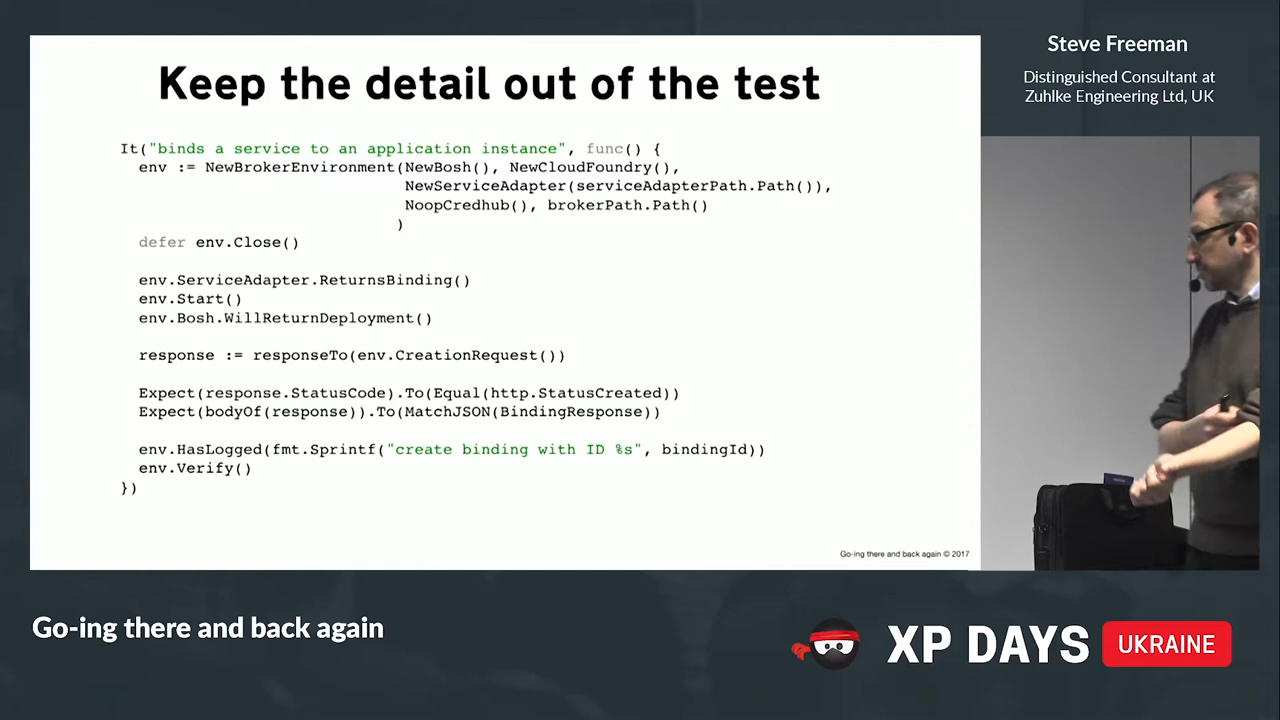 Steve Freeman
Distinguished Consultant at
Zuhlke Engineering Ltd, UK
Keep the detail out of the test
It("binds a service to an application instance", func() {
env := NewBrokerEnvironment(NewBosh(), NewCloudFoundry(),
NewServiceAdapter(serviceAdapterPath.Path()),
NoopCredhub(), brokerPath.Path()
)
defer env.Close()
env.ServiceAdapter.ReturnsBinding()
env.Start()
env.Bosh.WillReturnDeployment()
response := responseTo(env.CreationRequest())
Expect(response.StatusCode).To(Equal(http.StatusCreated))
Expect(bodyOf(response)).To(MatchJSON(BindingResponse))
env.HasLogged(fmt.Sprintf("create binding with ID %s", bindingId))
env.Verify()
})
Go-ing there and back again © 2017
Go-ing there and back again
XP DAYS UKRAINE